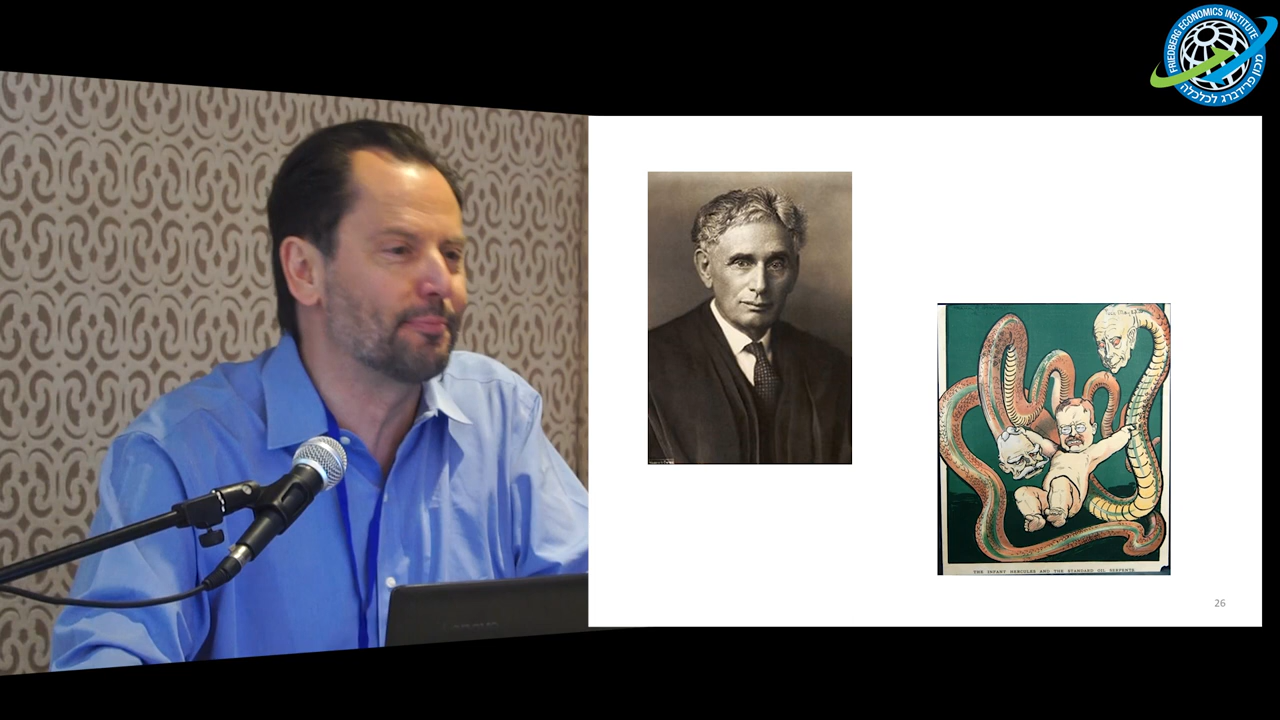 FRIEDBERG ECONOMICS INSTITUTE
מכון פרידברג לכלכלה
THE INFANT HERCULES AND THE STANDARD OIL SERPENTS
26